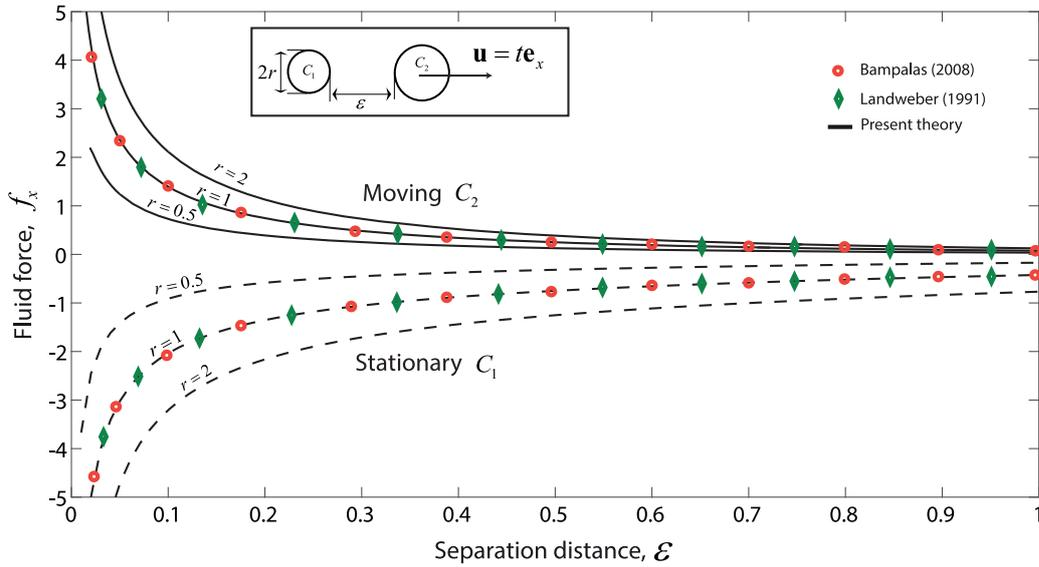 5
4
3
2
1
0
-1
-2
-3
-4
-5
Fluid force, fₓ
2r
C₁
C₂
ε
u = teₓ
Bampalas (2008)
Landweber (1991)
Present theory
r = 2
r = 1
r = 0.5
Moving C₂
r = 0.5
r = 1
r = 2
Stationary C₁
0 0.1 0.2 0.3 0.4 0.5 0.6 0.7 0.8 0.9 1
Separation distance, ε